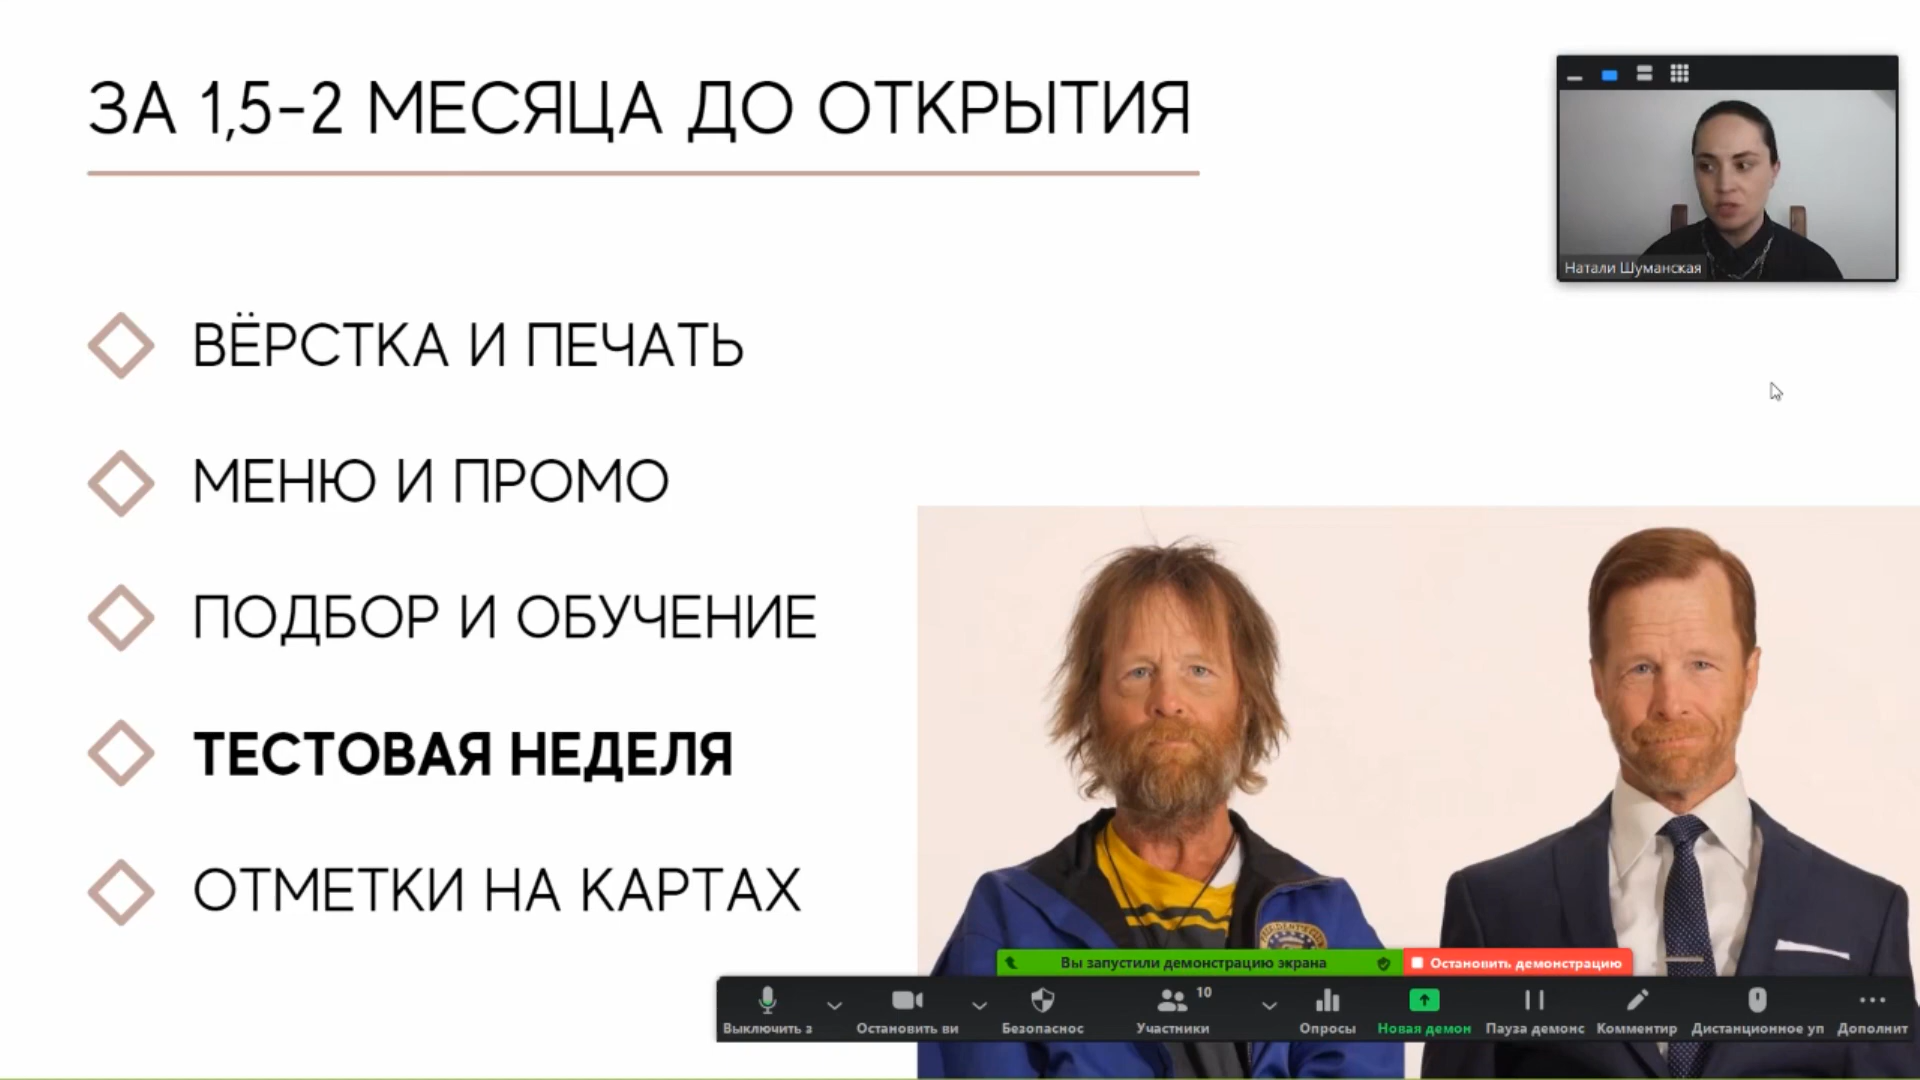 ЗА 1,5-2 МЕСЯЦА ДО ОТКРЫТИЯ
Натали Шуманская
ВЁРСТКА И ПЕЧАТЬ
МЕНЮ И ПРОМО
ПОДБОР И ОБУЧЕНИЕ
ТЕСТОВАЯ НЕДЕЛЯ
ОТМЕТКИ НА КАРТАХ
Вы запустили демонстрацию экрана
Остановить демонстрацию
10
Выключить з
Остановить ви
Безопаснос
Участники
Опросы
Новая демон
Пауза демонс
Комментир
Дистанционное уп
Дополнит